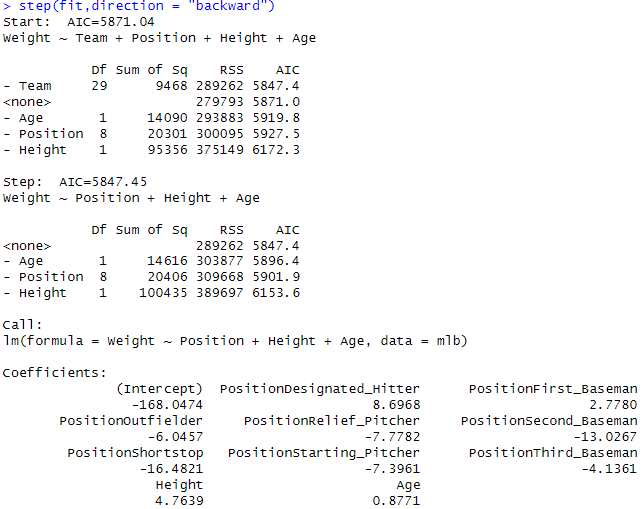 > step(fit,direction = "backward")
Start:  AIC=5871.04
Weight ~ Team + Position + Height + Age

           Df Sum of Sq    RSS    AIC
- Team     29      9468 289262 5847.4
<none>                  279793 5871.0
- Age       1     14090 293883 5919.8
- Position  8     20301 300095 5927.5
- Height    1     95356 375149 6172.3

Step:  AIC=5847.45
Weight ~ Position + Height + Age

           Df Sum of Sq    RSS    AIC
<none>                  289262 5847.4
- Age       1     14616 303877 5896.4
- Position  8     20406 309668 5901.9
- Height    1    100435 389697 6153.6

Call:
lm(formula = Weight ~ Position + Height + Age, data = mlb)

Coefficients:
              (Intercept)  PositionDesignated_Hitter      PositionFirst_Baseman
                -168.0474                     8.6968                     2.7780
       PositionOutfielder     PositionRelief_Pitcher     PositionSecond_Baseman
                  -6.0457                    -7.7782                   -13.0267
        PositionShortstop   PositionStarting_Pitcher      PositionThird_Baseman
                 -16.4821                    -7.3961                    -4.1361
                   Height                        Age
                   4.7639                     0.8771